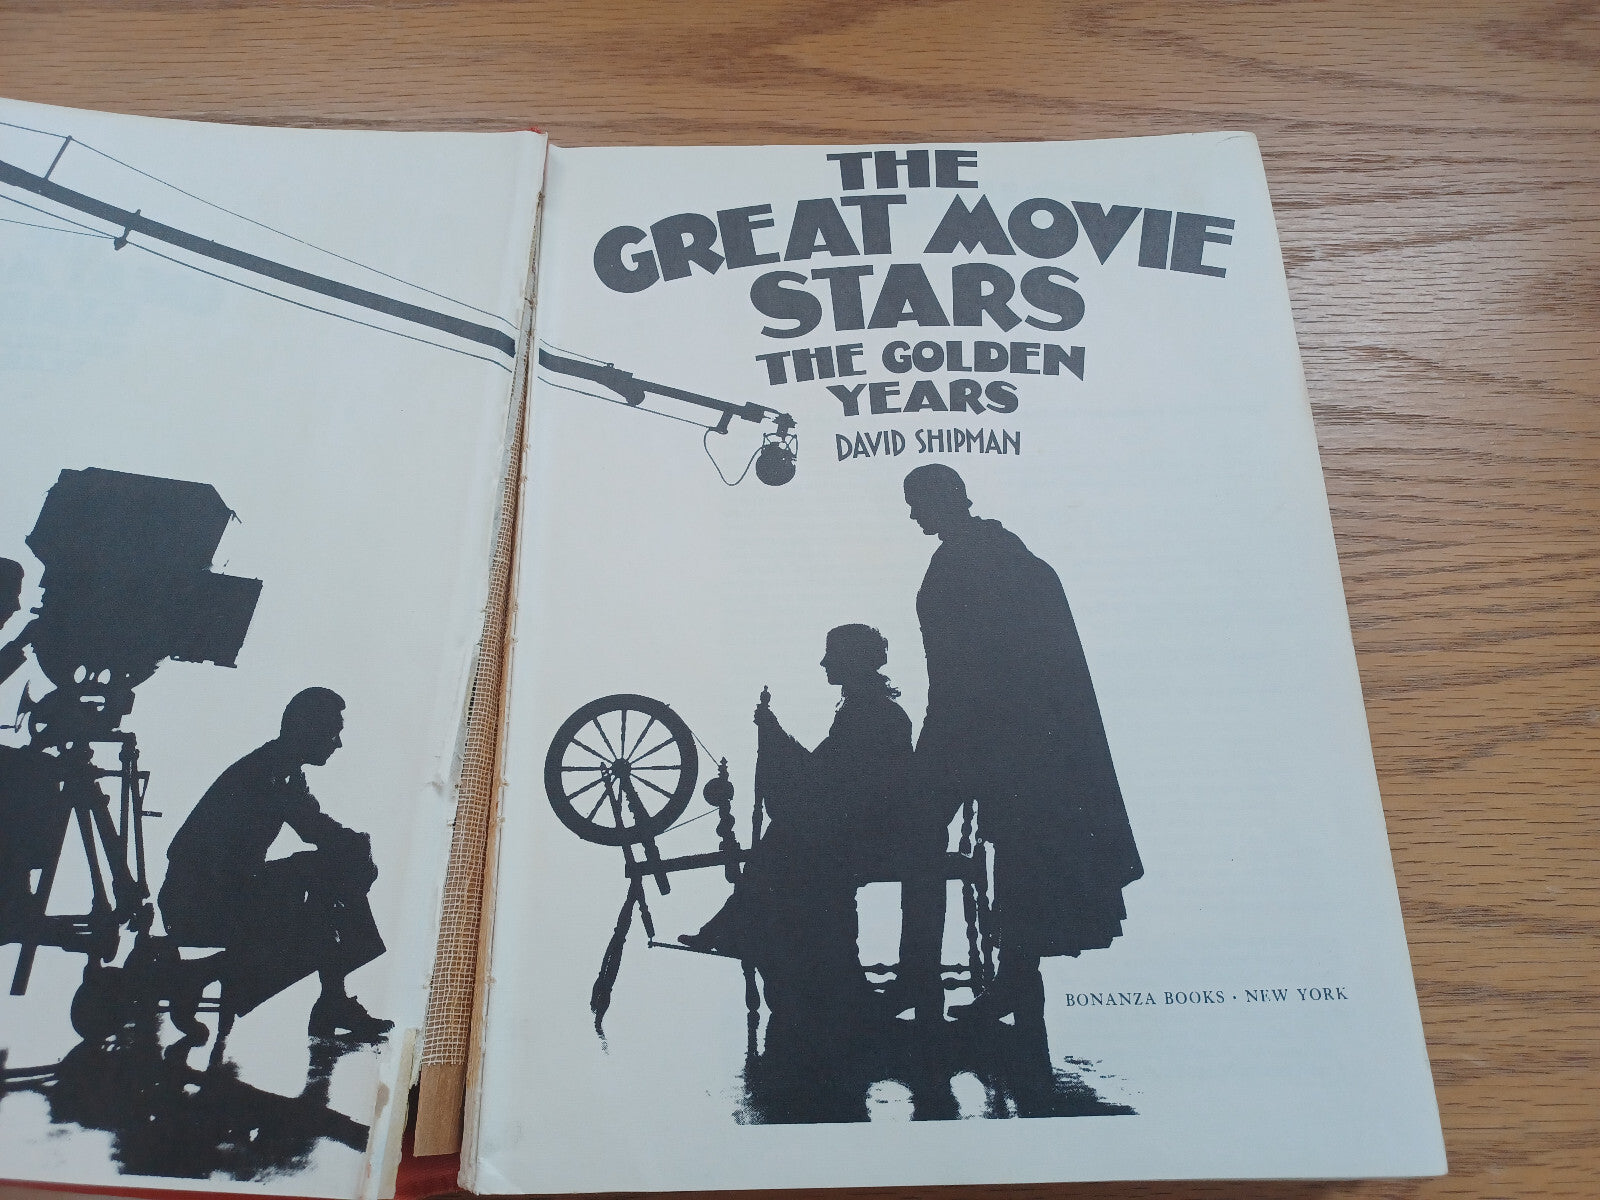 THE
GREAT MOVIE
STARS
THE GOLDEN
YEARS
DAVID SHIPMAN
BONANZA BOOKS · NEW YORK